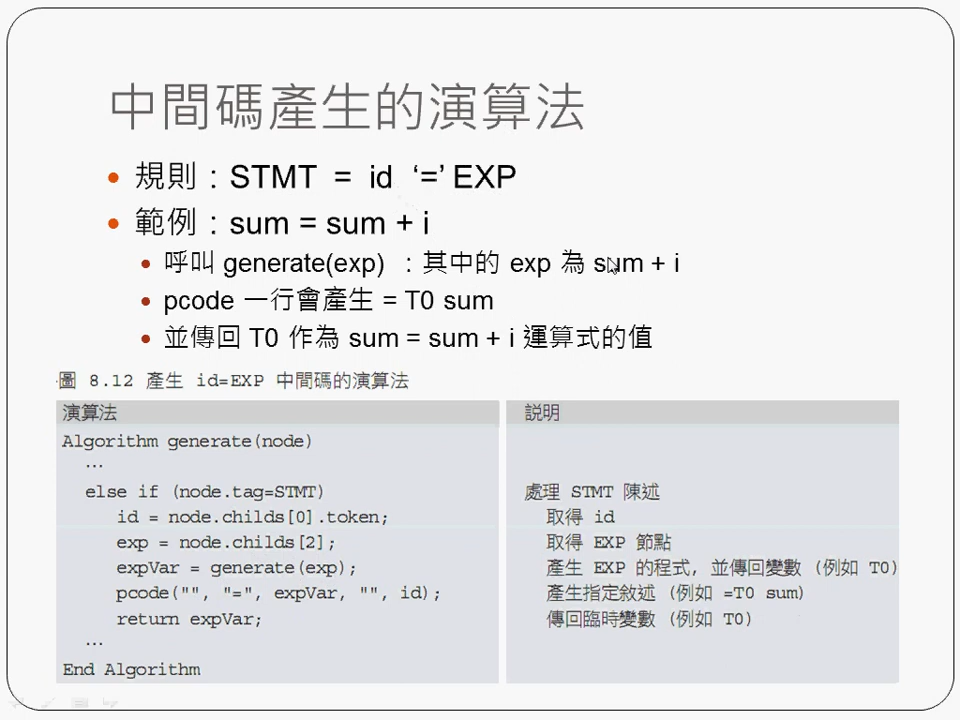 中間碼產生的演算法
規則：STMT = id ‘=’ EXP
範例：sum = sum + i
呼叫 generate(exp) ：其中的 exp 為 sum + i
pcode 一行會產生 = T0 sum
並傳回 T0 作為 sum = sum + i 運算式的值
圖 8.12 產生 id=EXP 中間碼的演算法
演算法 說明
Algorithm generate(node)
…
else if (node.tag=STMT) 處理 STMT 陳述
id = node.childs[0].token; 取得 id
exp = node.childs[2]; 取得 EXP 節點
expVar = generate(exp); 產生 EXP 的程式, 並傳回變數 (例如 T0)
pcode("", "=", expVar, "", id); 產生指定敘述 (例如 =T0 sum)
return expVar; 傳回臨時變數 (例如 T0)
…
End Algorithm